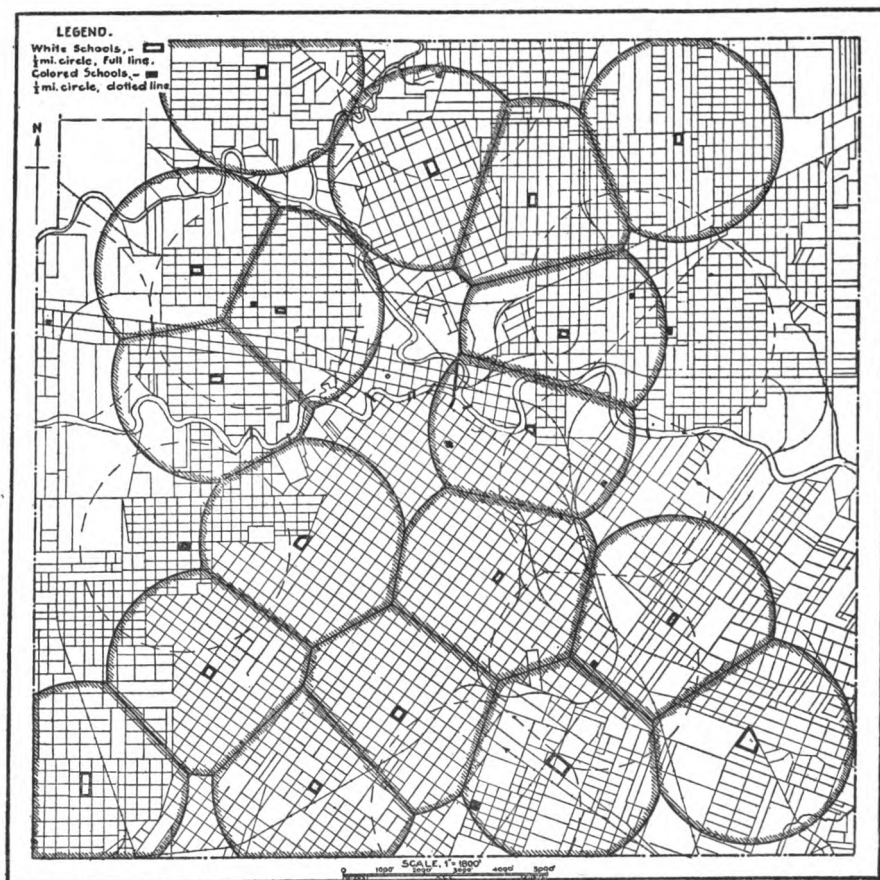 LEGEND.
White Schools,-
½ mi. circle, Full line.
Colored Schools,-
½ mi. circle, dotted line
N
SCALE, 1"=1800'
0 1000' 2000' 3000' 4000' 5000'